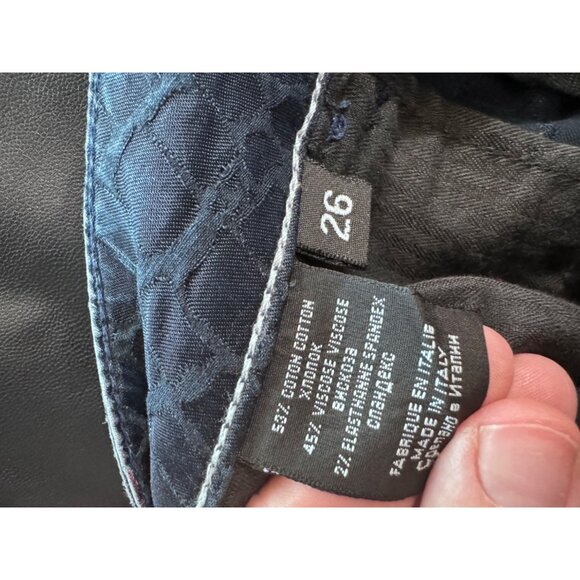 26
53% COTON COTTON
ХЛОПОК
45% VISCOSE VISCOSE
ВИСКОЗА
2% ELASTHANNE SPANDEX
СПАНДЕКС
FABRIQUE EN ITALIE
MADE IN ITALY
Сделано в Италии